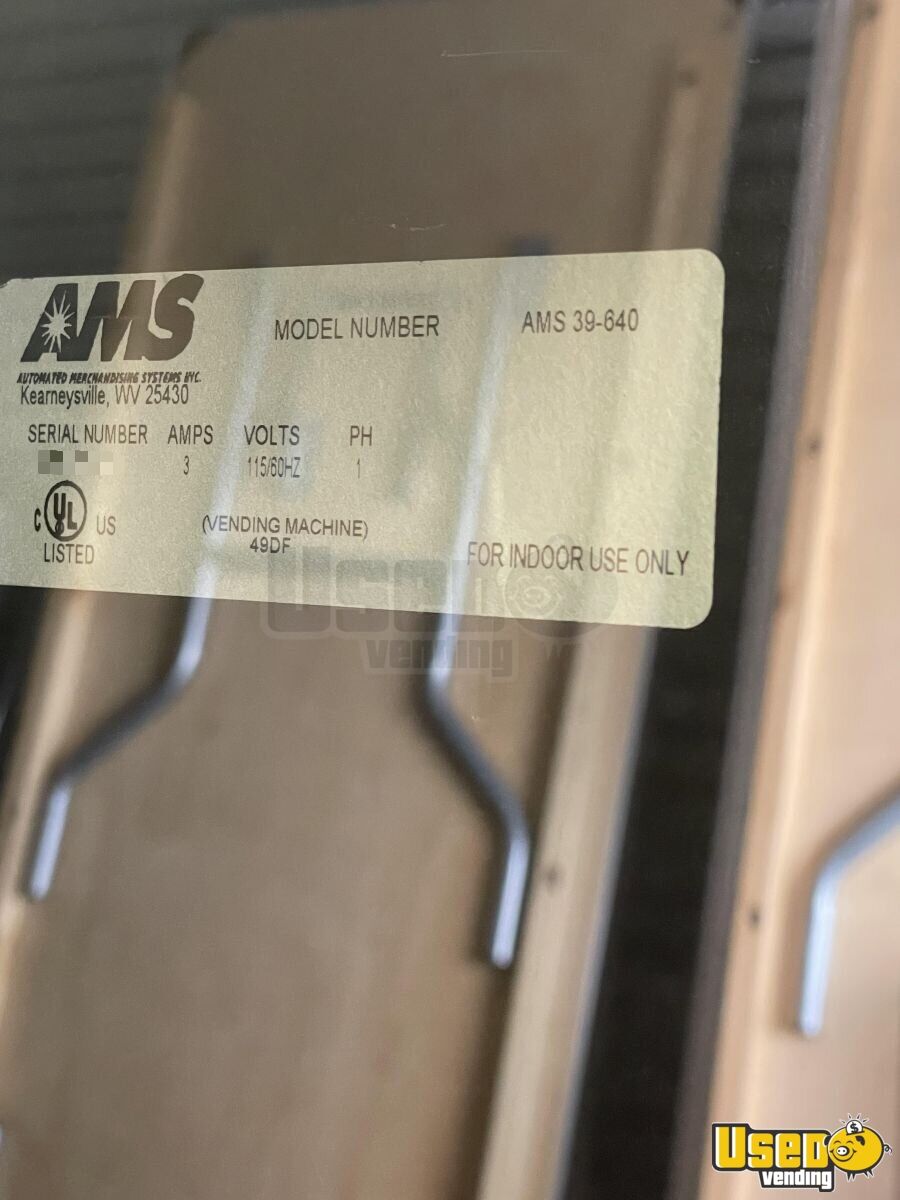 AMS
AUTOMATED MERCHANDISING SYSTEMS INC.
Kearneysville, WV 25430
MODEL NUMBER AMS 39-640
SERIAL NUMBER AMPS VOLTS PH
3 115/60HZ 1
C UL US
LISTED
(VENDING MACHINE)
49DF
FOR INDOOR USE ONLY
Used
vending
Used
vending